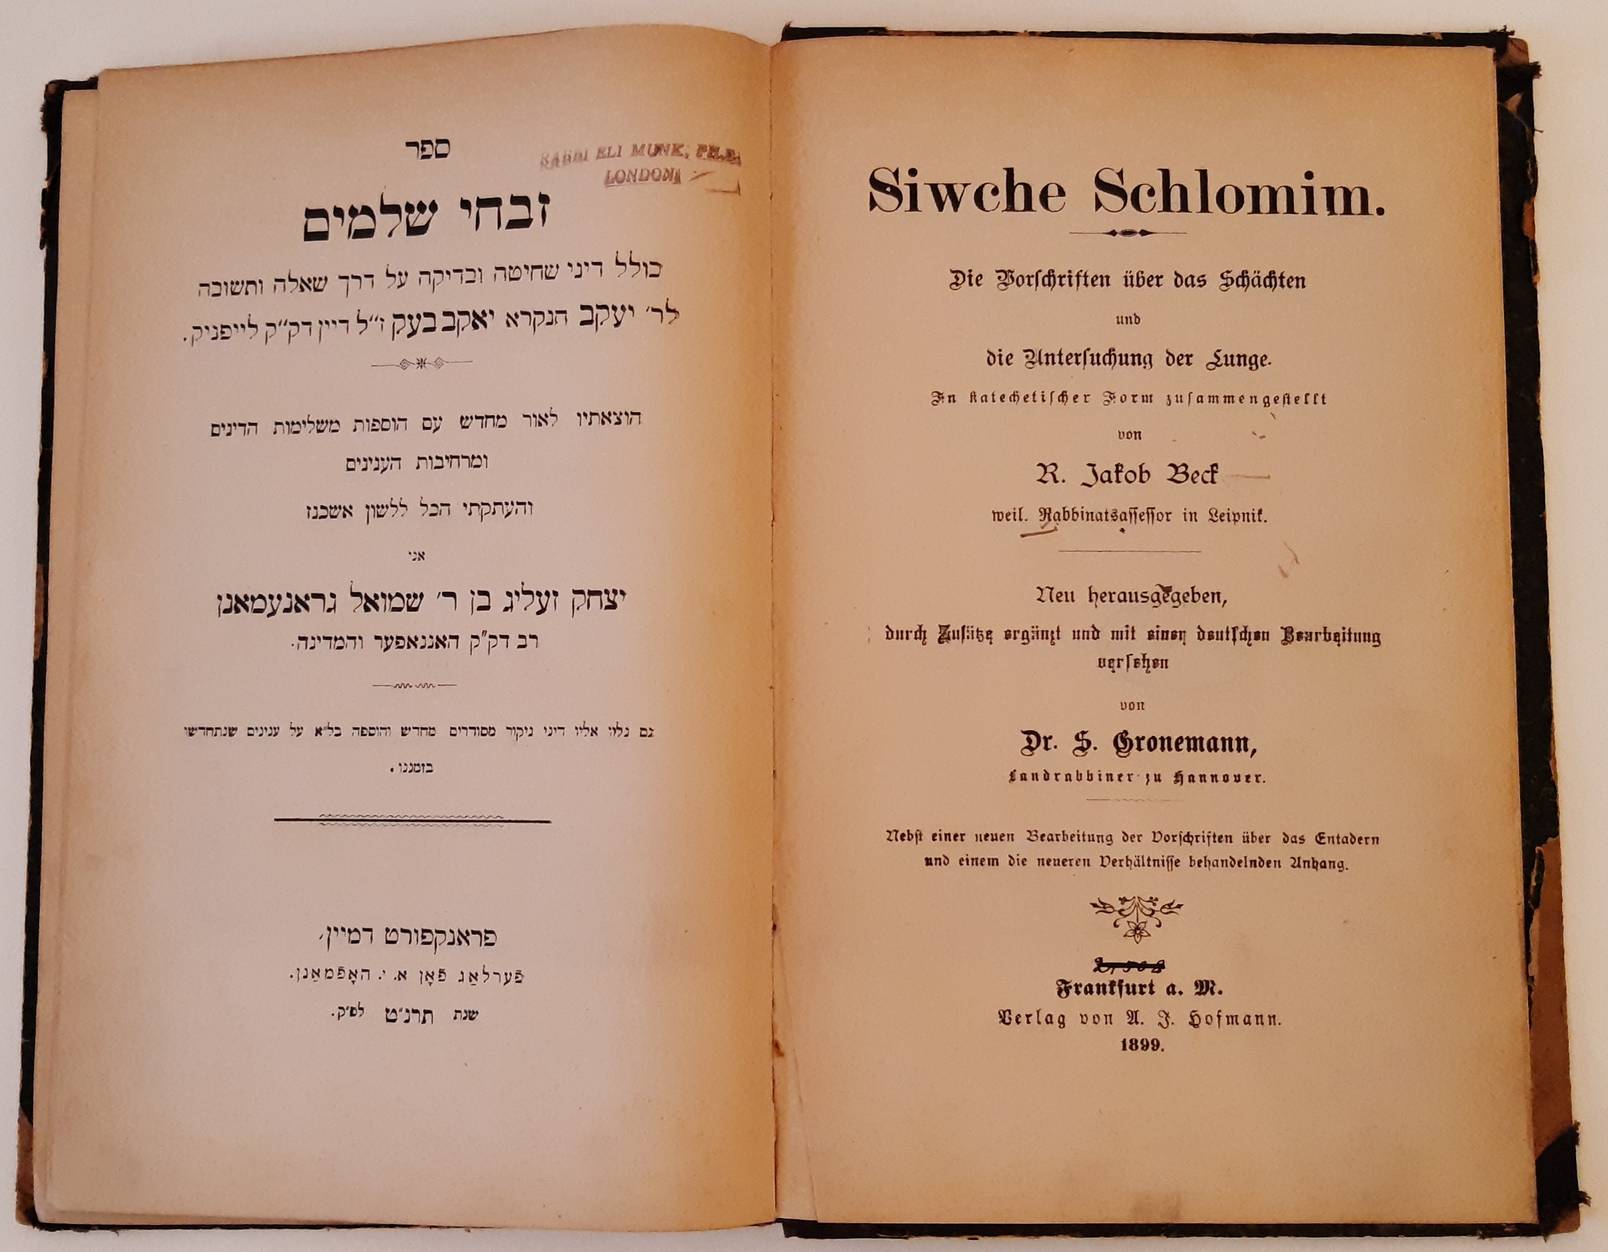 ספר
RABBI ELI MUNK, PH.D.
LONDON
זבחי שלמים
כולל דיני שחיטה ובדיקה על דרך שאלה ותשובה
לר׳ יעקב הנקרא יאקב בעק ז״ל דיין דק״ק לייפניק.
הוצאתיו לאור מחדש עם הוספות משלימות הדינים
ומרחיבות הענינים
והעתקתי הכל ללשון אשכנז
אני
יצחק זעליג בן ר׳ שמואל גראנעמאנן
רב דק״ק האננאפער והמדינה.
גם נלוו אליו דיני ניקור מסודרים מחדש והוספה בל״א על ענינים שנתחדשו
בזמננו.
פראנקפורט דמיין,
פֿערלאַג פֿאָן א. י. האָפֿמאַנן.
שנת תרנ״ט לפ״ק.
Siwche Schlomim.
Die Vorschriften über das Schächten
und
die Untersuchung der Lunge.
In katechetischer Form zusammengestellt
von
R. Jakob Beck
weil. Rabbinatsassessor in Leipnik.
Neu herausgegeben,
durch Zusätze ergänzt und mit einer deutschen Bearbeitung
versehen
von
Dr. S. Gronemann,
Landrabbiner zu Hannover.
Nebst einer neuen Bearbeitung der Vorschriften über das Entadern
und einem die neueren Verhältnisse behandelnden Anhang.
Frankfurt a. M.
Verlag von A. J. Hofmann.
1899.